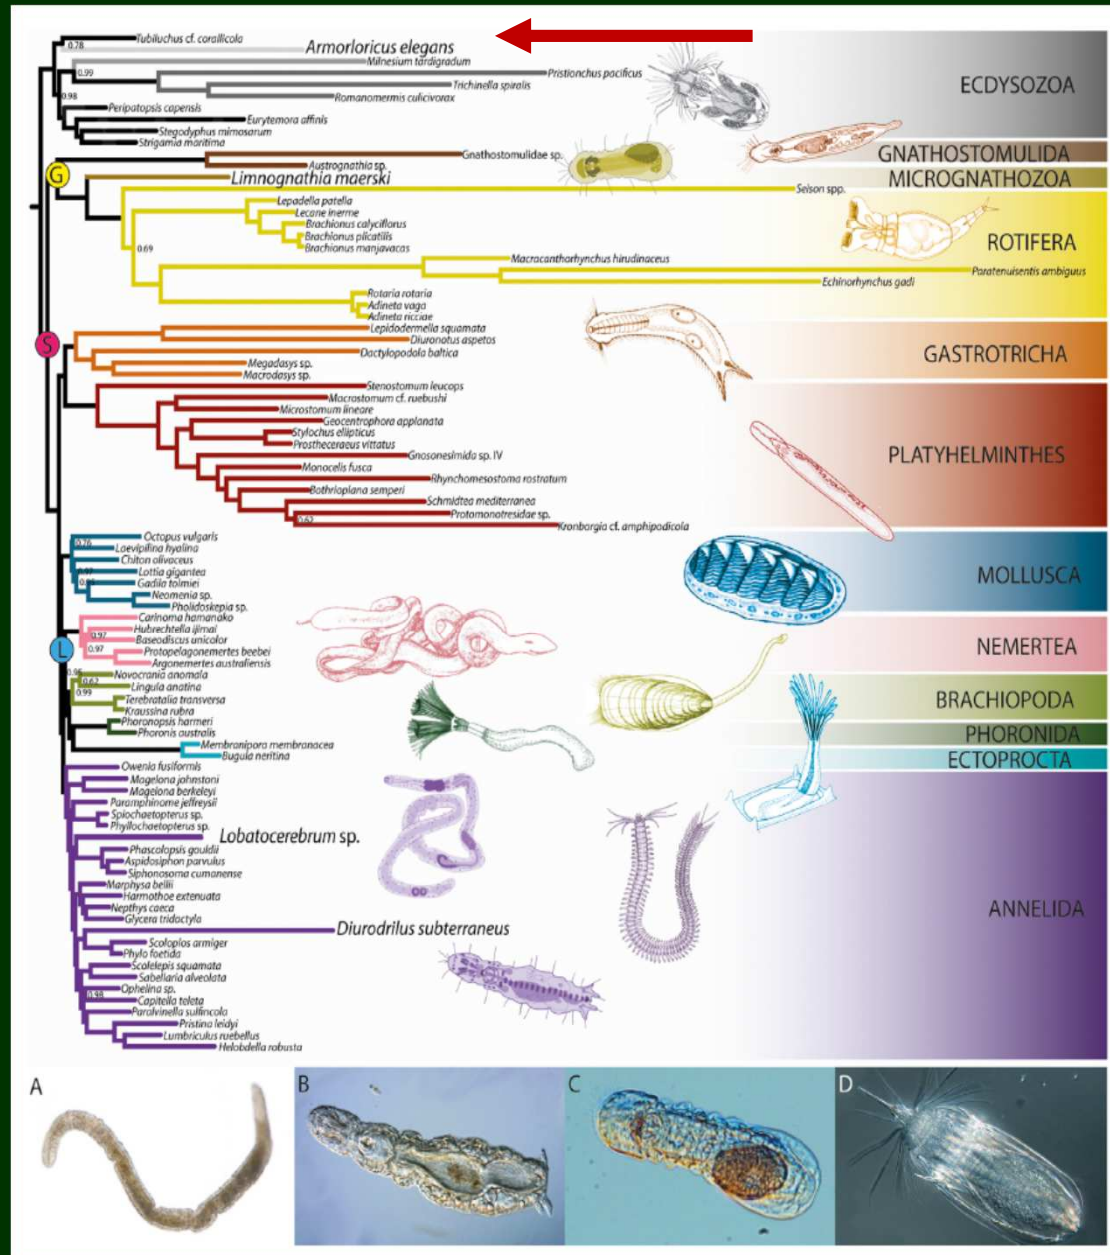 Tubiluchus cf. corallicola
0.78
Armorloricus elegans
Milnesium tardigradum
0.99
Pristionchus pacificus
Trichinella spiralis
0.98
Romanomermis culicivorax
Peripatopsis capensis
Eurytemora affinis
Stegodyphus mimosarum
Strigamia maritima
ECDYSOZOA
Gnathostomulidae sp.
Austrognathia sp.
GNATHOSTOMULIDA
G
Limnognathia maerski
MICROGNATHOZOA
Seison spp.
Lepadella patella
Lecane inerme
Brachionus calyciflorus
Brachionus plicatilis
Brachionus manjavacas
0.69
Macracanthorhynchus hirudinaceus
Paratenuisentis ambiguus
Echinorhynchus gadi
Rotaria rotaria
Adineta vaga
Adineta ricciae
ROTIFERA
S
Lepidodermella squamata
Diuronotus aspetos
Dactylopodola baltica
Megadasys sp.
Macrodasys sp.
GASTROTRICHA
Stenostomum leucops
Macrostomum cf. ruebushi
Microstomum lineare
Geocentrophora applanata
Stylochus ellipticus
Prostheceraeus vittatus
Gnosonesimida sp. IV
Monocelis fusca
Rhynchomesostoma rostratum
Bothrioplana semperi
Schmidtea mediterranea
Protomonotresidae sp.
0.62
Kronborgia cf. amphipodicola
PLATYHELMINTHES
Octopus vulgaris
0.76
Laevipilina hyalina
Chiton olivaceus
Lottia gigantea
Gadila tolmiei
Neomenia sp.
Pholidoskepia sp.
MOLLUSCA
L
Carinoma hamanako
Hubrechtella ijimai
0.97
Baseodiscus unicolor
0.97
Protopelagonemertes beebei
Argonemertes australiensis
NEMERTEA
Novocrania anomala
0.62
Lingula anatina
0.99
Terebratalia transversa
Kraussina rubra
BRACHIOPODA
Phoronopsis harmeri
Phoronis australis
PHORONIDA
Membranipora membranacea
Bugula neritina
ECTOPROCTA
Owenia fusiformis
Magelona johnstoni
Magelona berkeleyi
Paramphinome jeffreysii
Spiochaetopterus sp.
Phyllochaetopterus sp.
Lobatocerebrum sp.
Phascolopsis gouldii
Aspidosiphon parvulus
Siphonosoma cumanense
Marphysa bellii
Harmothoe extenuata
Nepthys caeca
Glycera tridactyla
Diurodrilus subterraneus
Scoloplos armiger
Phylo foetida
Scolelepis squamata
Sabellaria alveolata
Ophelina sp.
0.98
Capitella teleta
Paralvinella sulfincola
Pristina leidyi
Lumbriculus ruebellus
Helobdella robusta
ANNELIDA
A
B
C
D